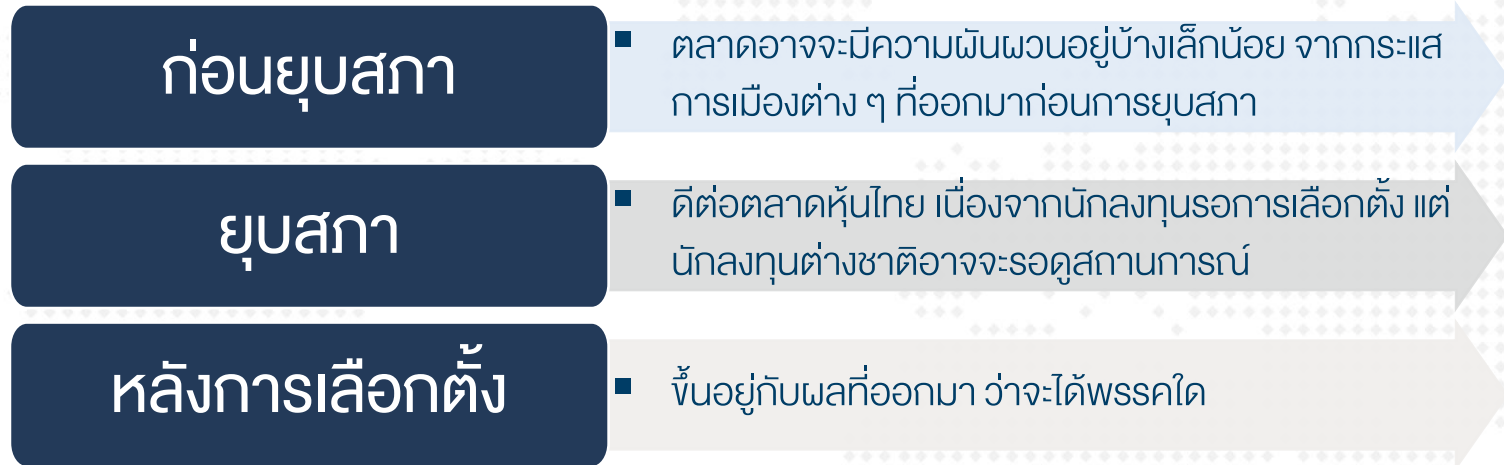 ก่อนยุบสภา
▪ ตลาดอาจจะมีความผันผวนอยู่บ้างเล็กน้อย จากกระแส
การเมืองต่าง ๆ ที่ออกมาก่อนการยุบสภา
ยุบสภา
▪ ดีต่อตลาดหุ้นไทย เนื่องจากนักลงทุนรอการเลือกตั้ง แต่
นักลงทุนต่างชาติอาจจะรอดูสถานการณ์
หลังการเลือกตั้ง
▪ ขึ้นอยู่กับผลที่ออกมา ว่าจะได้พรรคใด